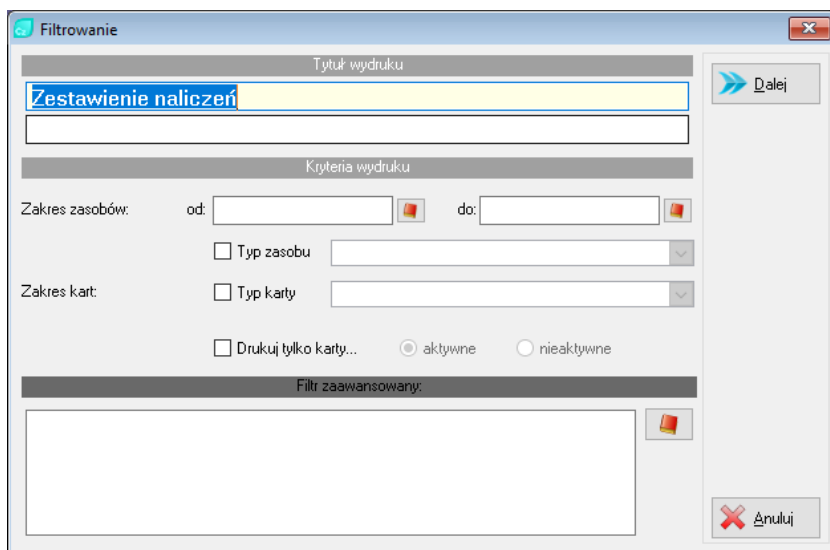 Filtrowanie
Tytuł wydruku
Zestawienie naliczeń
Dalej
Kryteria wydruku
Zakres zasobów: od: do:
Typ zasobu
Zakres kart: Typ karty
Drukuj tylko karty... aktywne nieaktywne
Filtr zaawansowany:
Anuluj